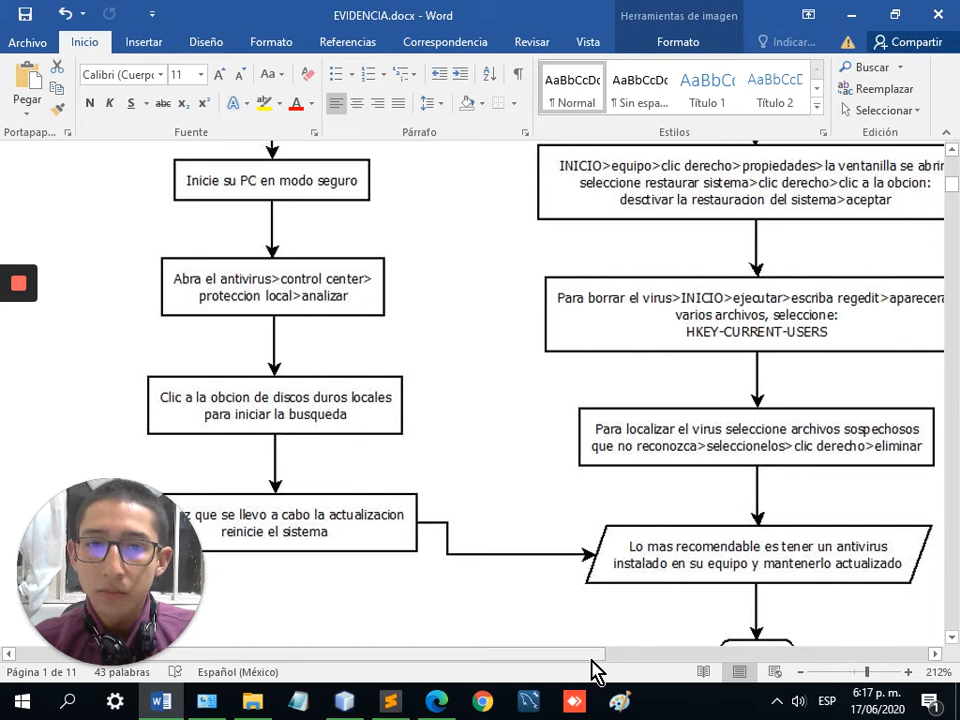 EVIDENCIA.docx - Word
Herramientas de imagen
Archivo
Inicio
Insertar
Diseño
Formato
Referencias
Correspondencia
Revisar
Vista
Formato
Indicar...
Compartir
Pegar
Calibri (Cuerpo
11
Aa
N K S abc x₂ x²
Portapap...
Fuente
Párrafo
AaBbCcDc
¶ Normal
AaBbCcDc
¶ Sin espa...
AaBbCc
Título 1
AaBbCcD
Título 2
Estilos
Buscar
Reemplazar
Seleccionar
Edición
Inicie su PC en modo seguro
Abra el antivirus>control center>
proteccion local>analizar
Clic a la obcion de discos duros locales
para iniciar la busqueda
que se llevo a cabo la actualizacion
reinicie el sistema
INICIO>equipo>clic derecho>propiedades>la ventanilla se abrir
seleccione restaurar sistema>clic derecho>clic a la obcion:
desctivar la restauracion del sistema>aceptar
Para borrar el virus>INICIO>ejecutar>escriba regedit>aparecera
varios archivos, seleccione:
HKEY-CURRENT-USERS
Para localizar el virus seleccione archivos sospechosos
que no reconozca>seleccionelos>clic derecho>eliminar
Lo mas recomendable es tener un antivirus
instalado en su equipo y mantenerlo actualizado
Página 1 de 11
43 palabras
Español (México)
212%
ESP
6:17 p. m.
17/06/2020
1